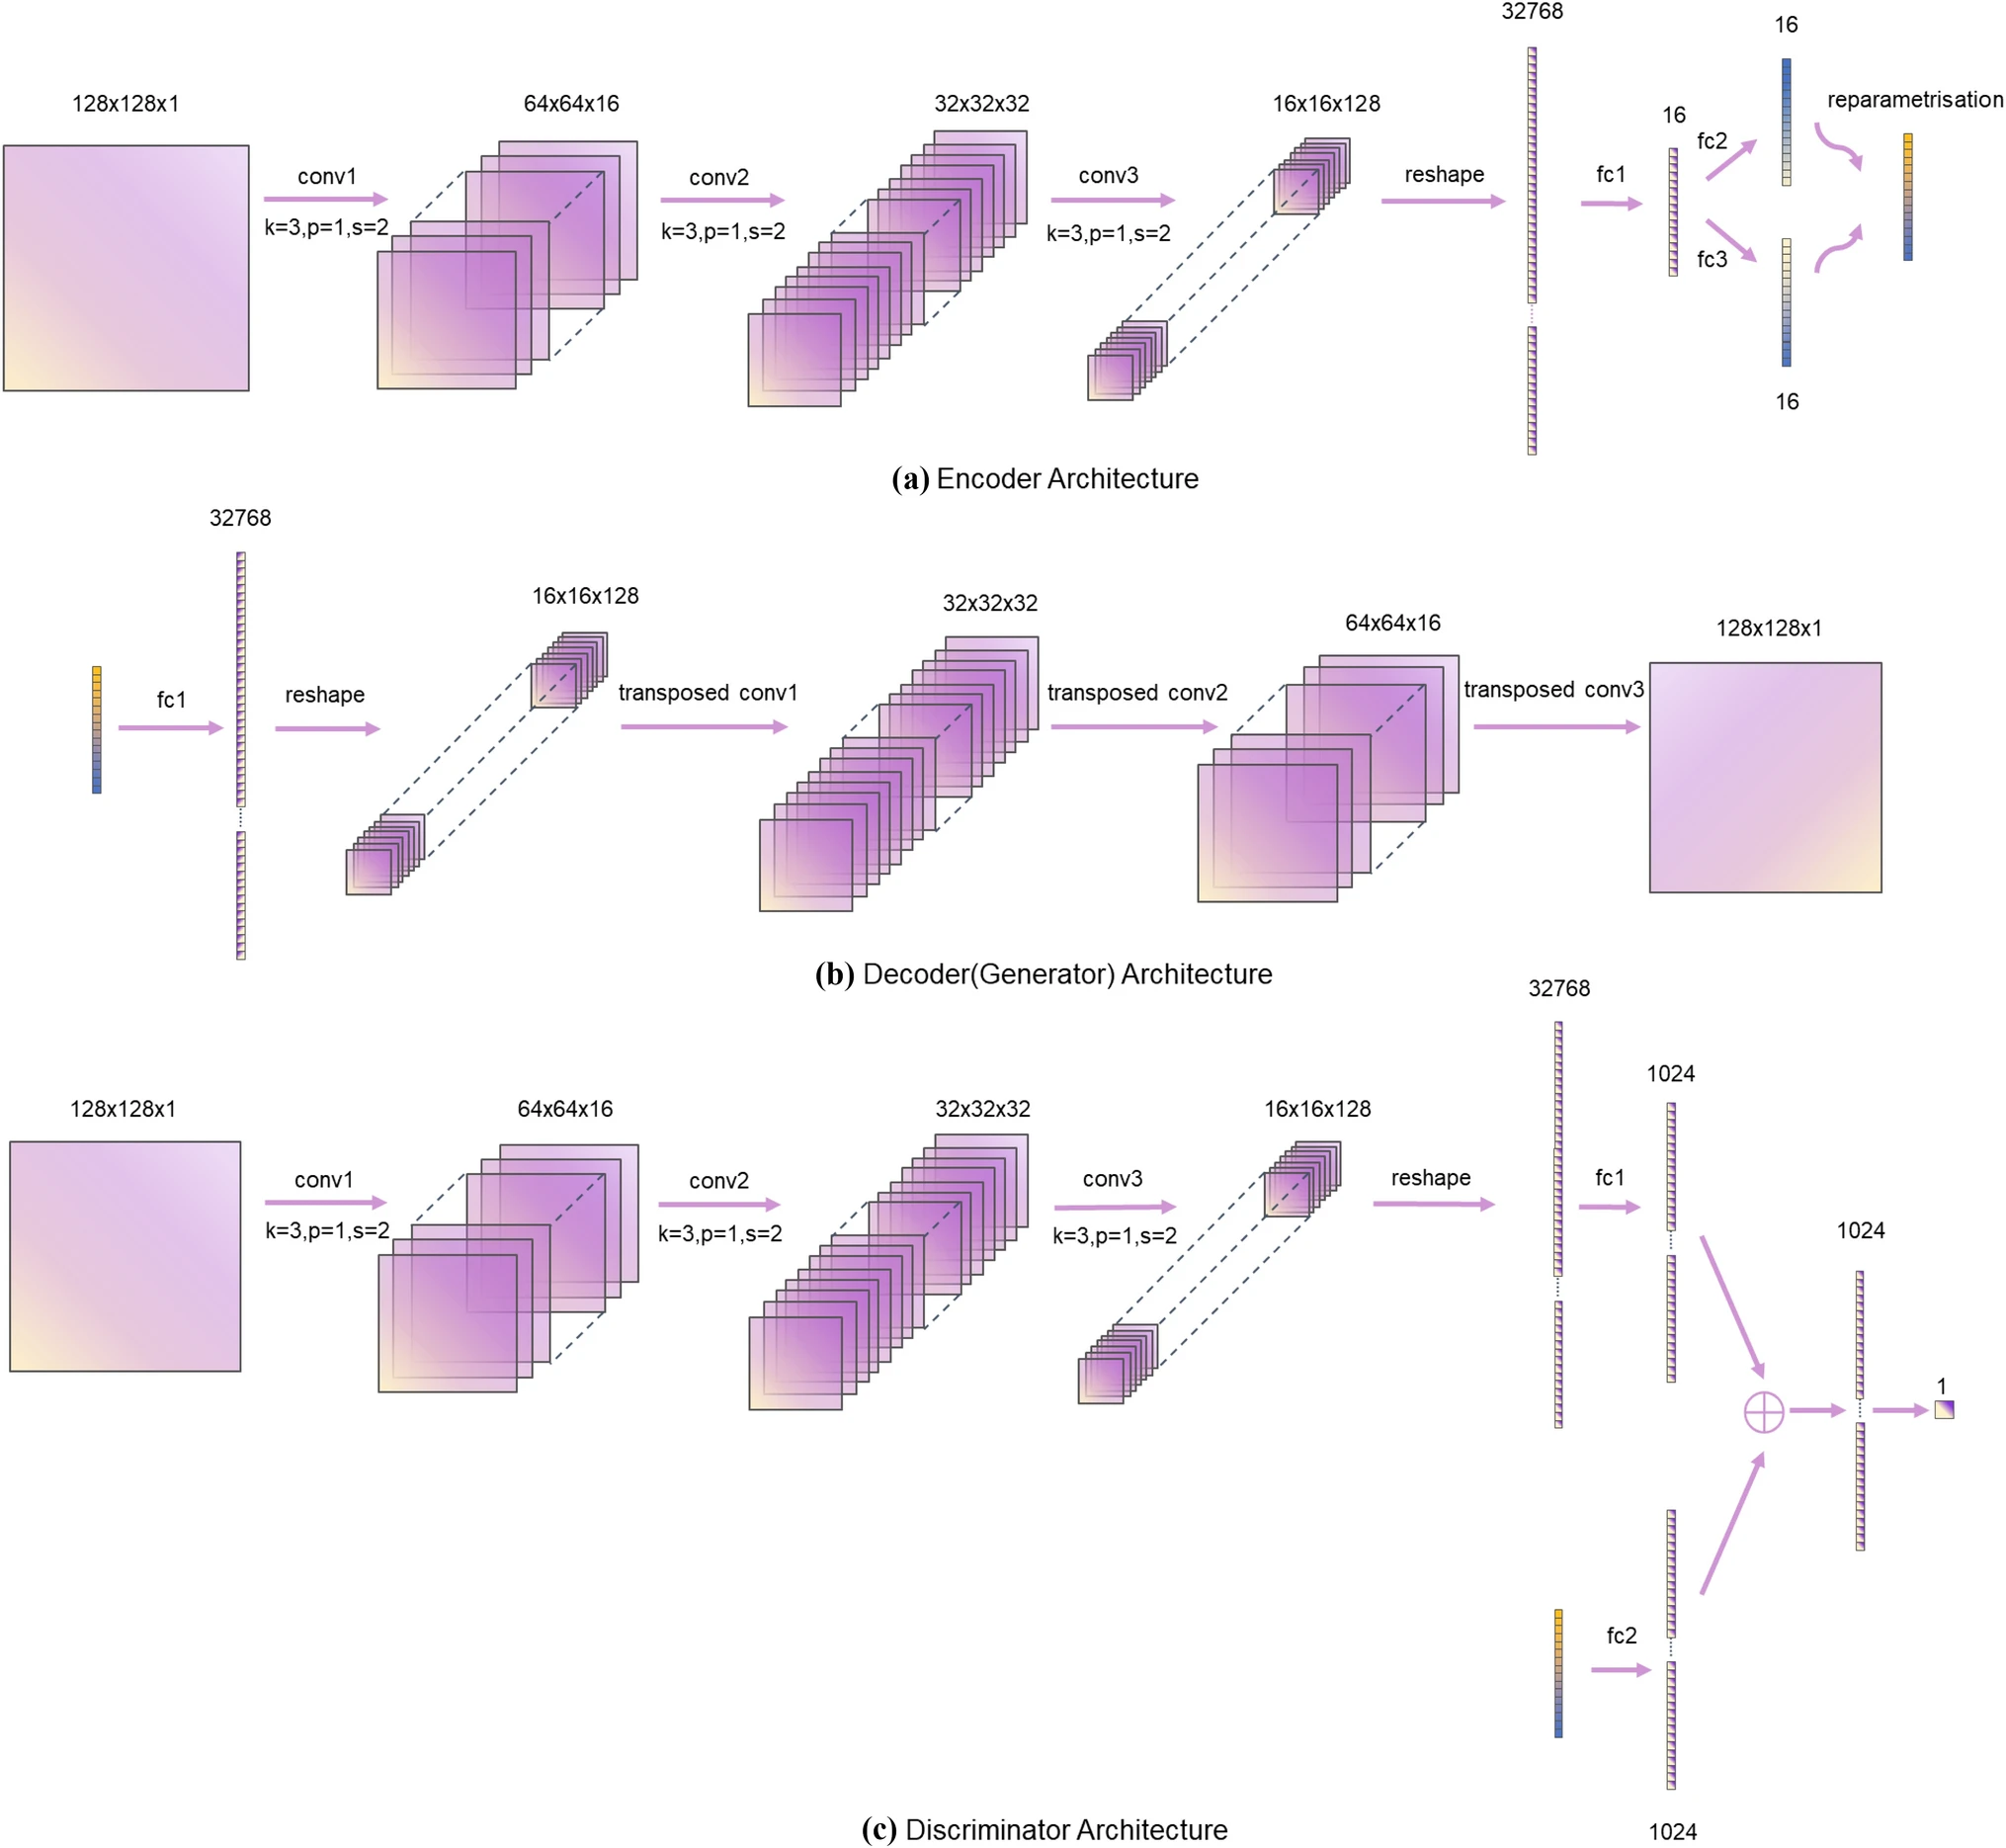 32768
16
128x128x1
64x64x16
32x32x32
16x16x128
16
reparametrisation
conv1
k=3,p=1,s=2
conv2
k=3,p=1,s=2
conv3
k=3,p=1,s=2
reshape
fc1
fc2
fc3
16
(a) Encoder Architecture
32768
16x16x128
32x32x32
64x64x16
128x128x1
fc1
reshape
transposed conv1
transposed conv2
transposed conv3
(b) Decoder(Generator) Architecture
32768
1024
128x128x1
64x64x16
32x32x32
16x16x128
conv1
k=3,p=1,s=2
conv2
k=3,p=1,s=2
conv3
k=3,p=1,s=2
reshape
fc1
1024
1
fc2
1024
(c) Discriminator Architecture